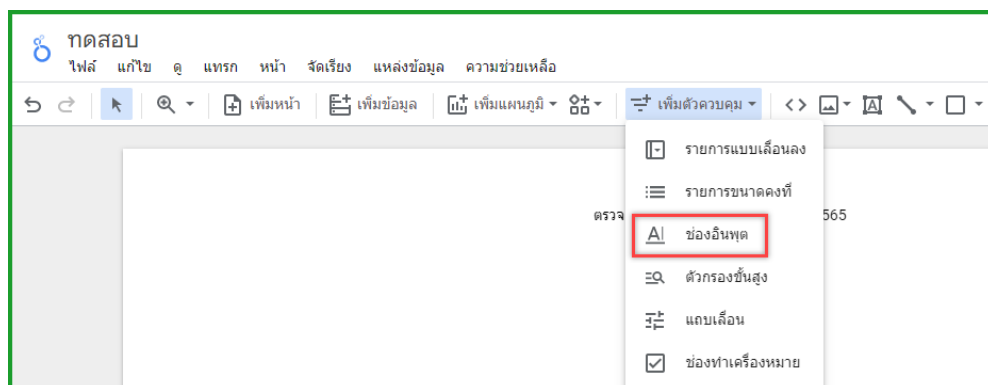 ทดสอบ
ไฟล์ แก้ไข ดู แทรก หน้า จัดเรียง แหล่งข้อมูล ความช่วยเหลือ
เพิ่มหน้า เพิ่มข้อมูล เพิ่มแผนภูมิ เพิ่มตัวควบคุม
รายการแบบเลื่อนลง
รายการขนาดคงที่
ตรวจ 565
ช่องอินพุต
ตัวกรองขั้นสูง
แถบเลื่อน
ช่องทำเครื่องหมาย